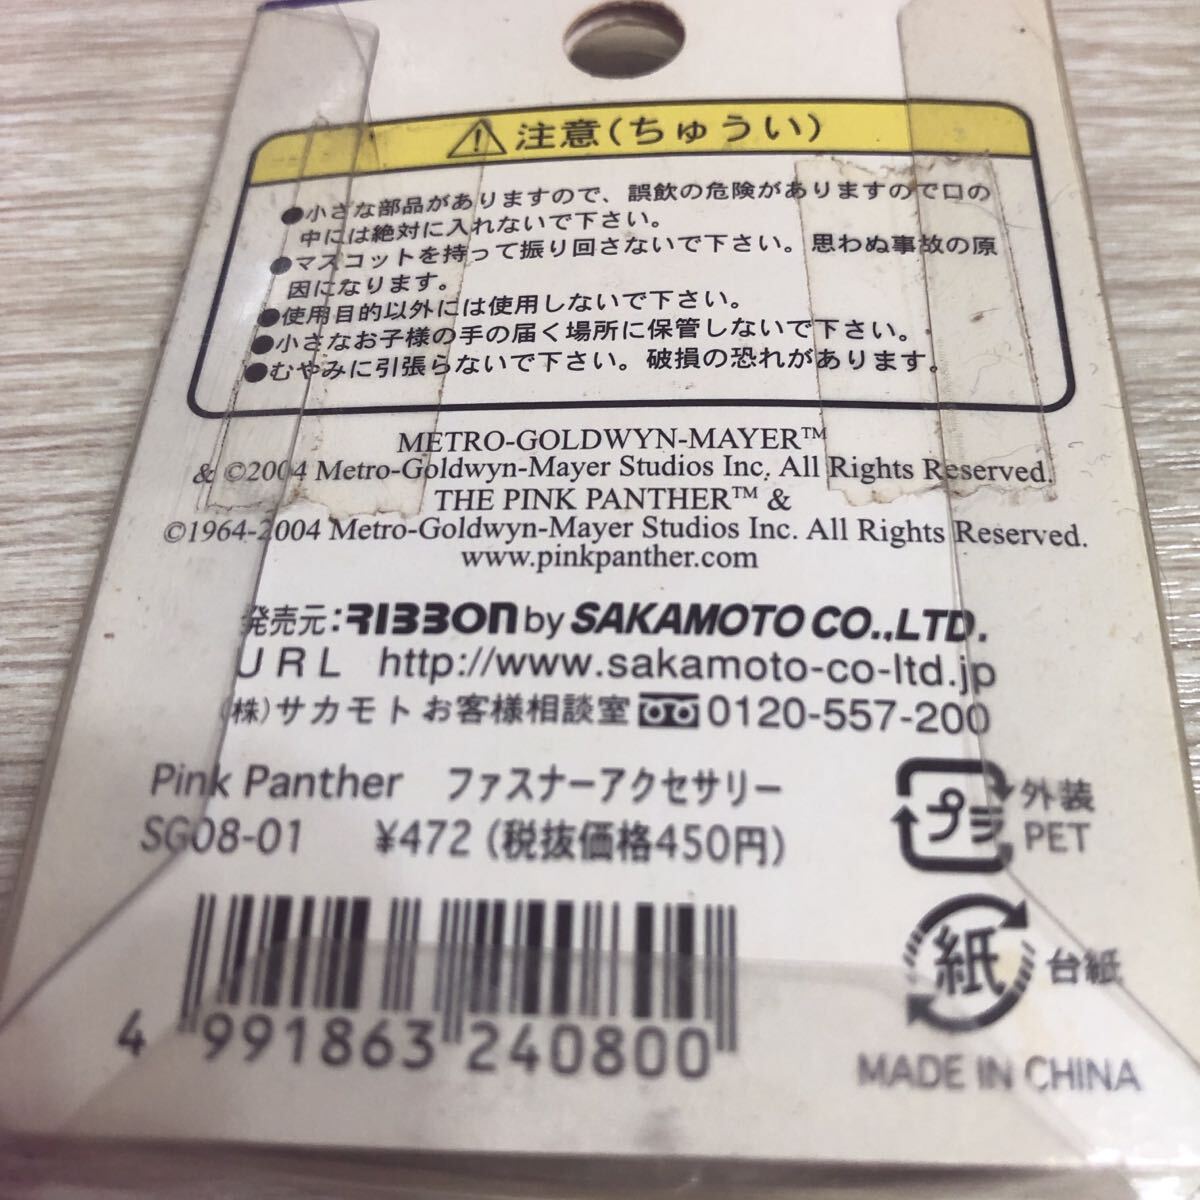 注意(ちゅうい)
●小さな部品がありますので、誤飲の危険がありますので口の
中には絶対に入れないで下さい。
●マスコットを持って振り回さないで下さい。思わぬ事故の原
因になります。
●使用目的以外には使用しないで下さい。
●小さなお子様の手の届く場所に保管しないで下さい。
●むやみに引張らないで下さい。破損の恐れがあります。
METRO-GOLDWYN-MAYER™
& ©2004 Metro-Goldwyn-Mayer Studios Inc. All Rights Reserved.
THE PINK PANTHER™ &
©1964-2004 Metro-Goldwyn-Mayer Studios Inc. All Rights Reserved.
www.pinkpanther.com
発売元:RIBBON by SAKAMOTO CO.,LTD.
URL http://www.sakamoto-co-ltd.jp
(株)サカモトお客様相談室 0120-557-200
Pink Panther ファスナーアクセサリー
SG08-01 ¥472 (税抜価格450円)
プラ 外装
PET
紙 台紙
4 991863 240800
MADE IN CHINA